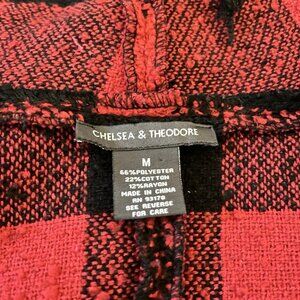 CHELSEA & THEODORE
M
66%POLYESTER
22%COTTON
12%RAYON
MADE IN CHINA
RN 93170
SEE REVERSE
FOR CARE